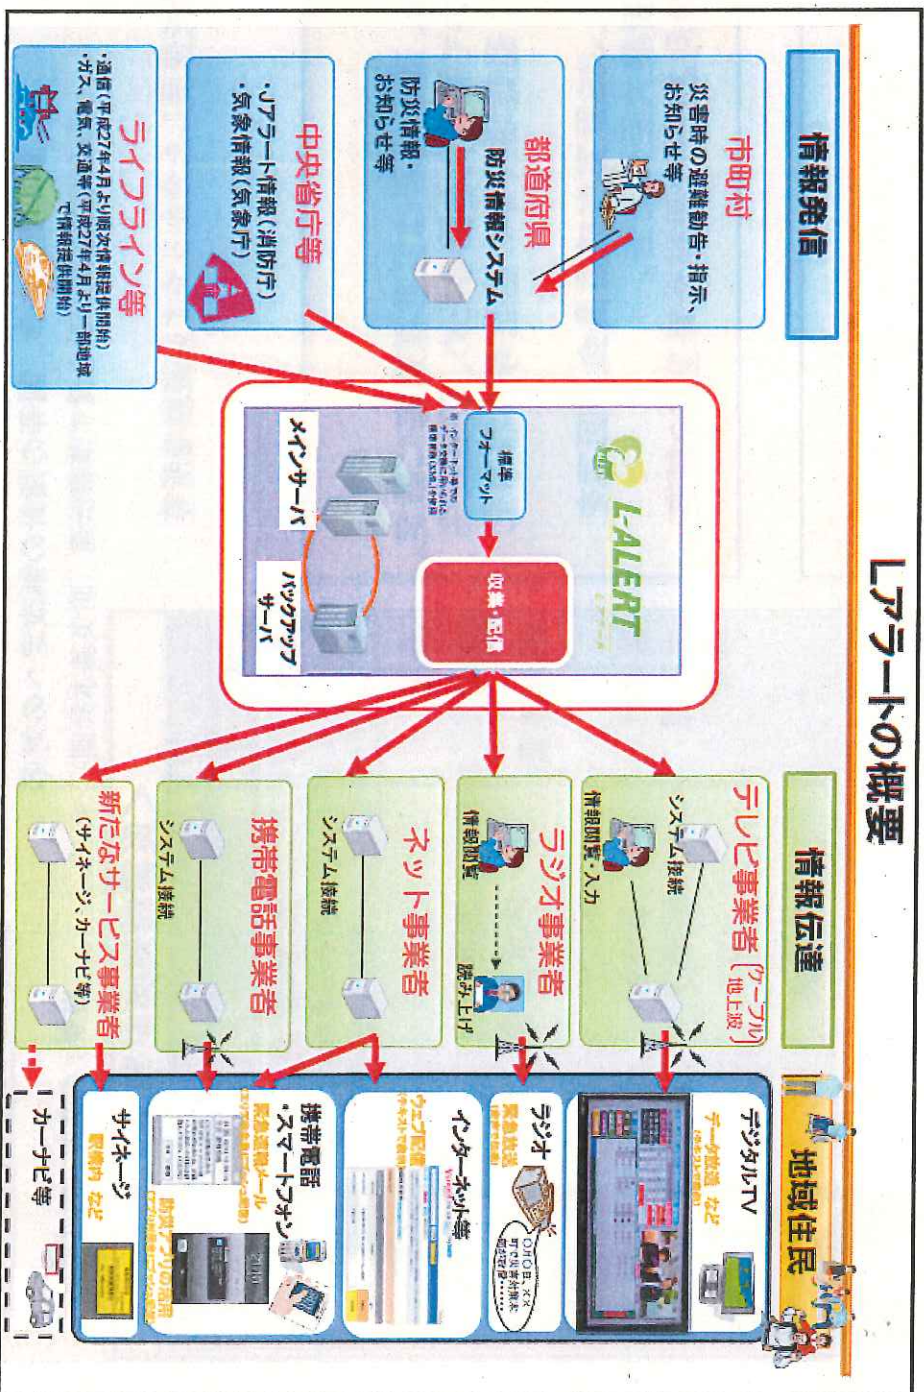 Lアラートの概要
情報発信
市町村
災害時の避難勧告・指示、
お知らせ等
都道府県
防災情報システム
防災情報・
お知らせ等
中央省庁等
・Jアラート情報(消防庁)
・気象情報(気象庁)
ライフライン等
・通信(平成27年4月より順次情報提供開始)
・ガス、電気、交通等(平成27年4月より一部地域
で情報提供開始)
L-ALERT
標準
フォーマット
収集・配信
メインサーバ
バックアップ
サーバ
情報伝達
テレビ事業者(ケーブル/地上波)
システム接続
情報閲覧・入力
ラジオ事業者
情報閲覧
読み上げ
ネット事業者
システム接続
携帯電話事業者
システム接続
新たなサービス事業者
(サイネージ、カーナビ等)
地域住民
デジタルTV
データ放送 など
ラジオ
緊急放送
インターネット等
ウェブ配信
携帯電話
・スマートフォン
緊急速報メール
防災アプリの活用
サイネージ
駅構内 など
カーナビ等